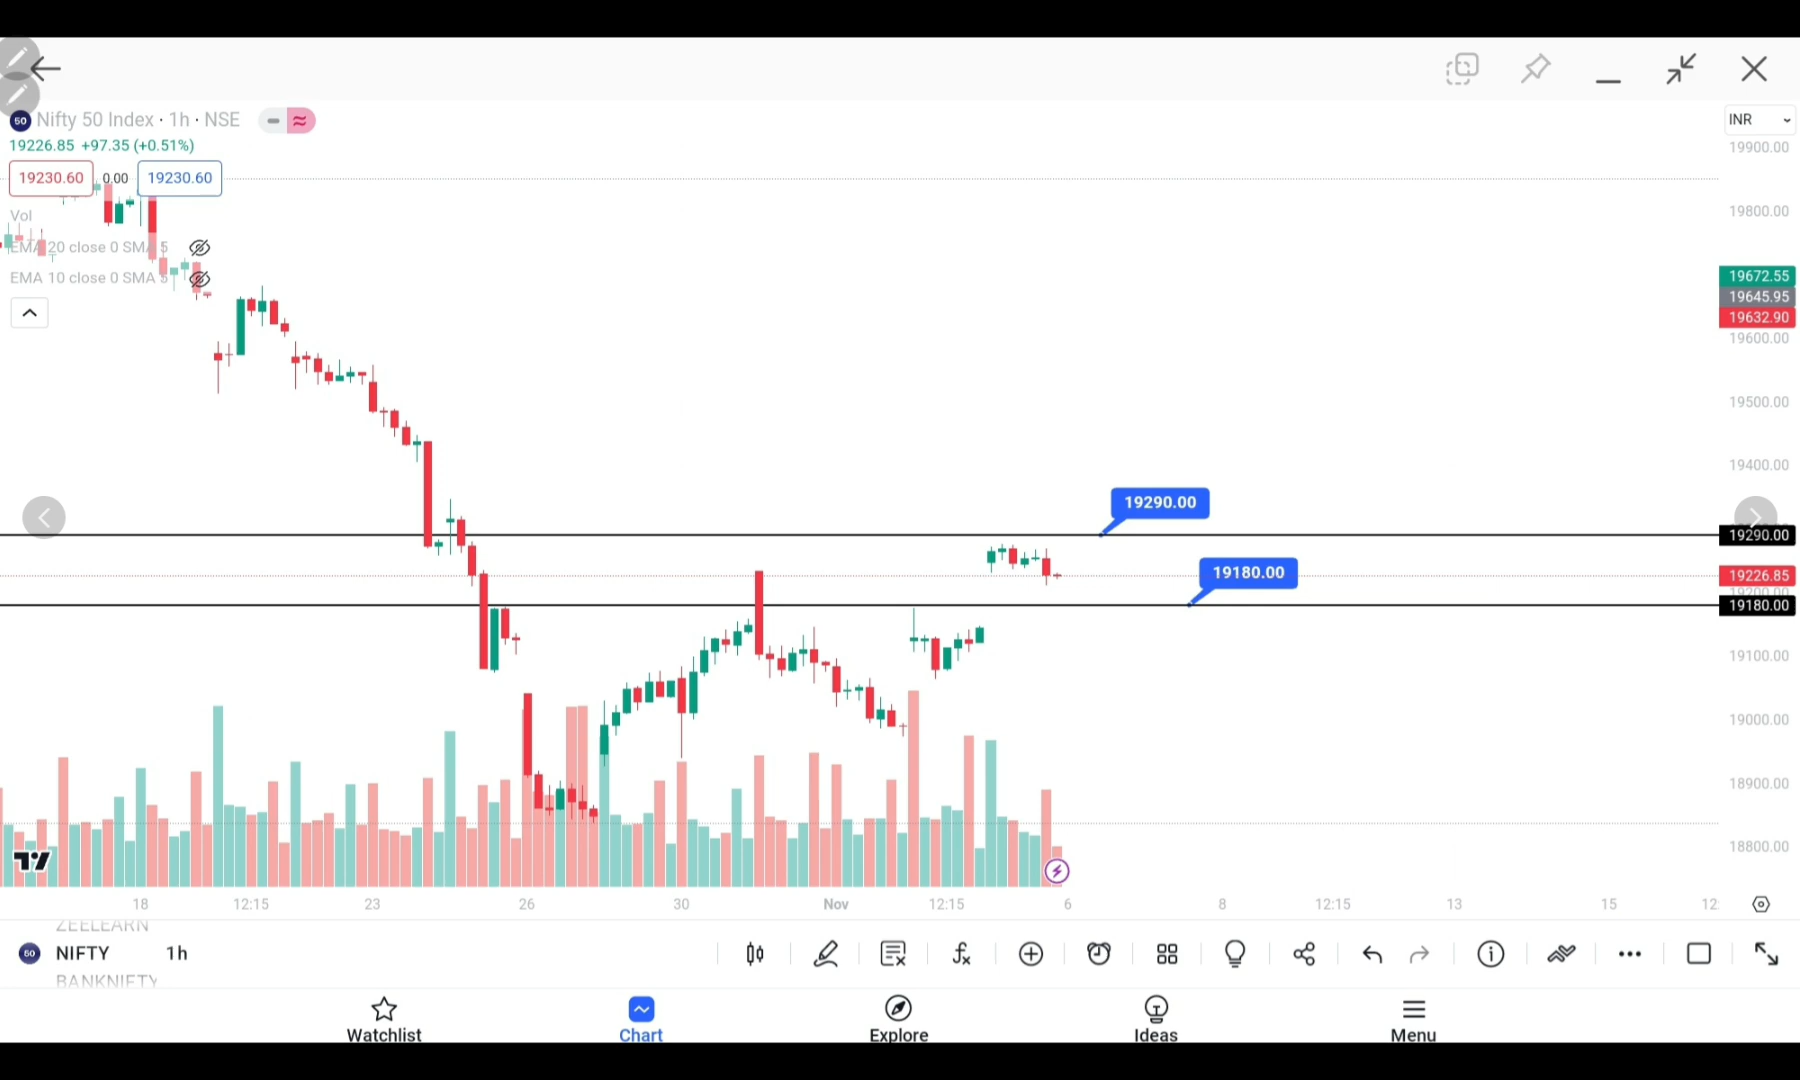 Nifty 50 Index · 1h · NSE
INR
19226.85 +97.35 (+0.51%)
19900.00
19230.60 0.00 19230.60
Vol
19800.00
EMA 20 close 0 SMA 5
EMA 10 close 0 SMA 5
19672.55
19645.95
19632.90
19600.00
19500.00
19400.00
19290.00
19290.00
19180.00
19226.85
19200.00
19180.00
19100.00
19000.00
18900.00
18800.00
18 12:15 23 26 30 Nov 12:15 6 8 12:15 13 15 12
ZEELEARN
50 NIFTY 1h
BANKNIFTY
Watchlist Chart Explore Ideas Menu